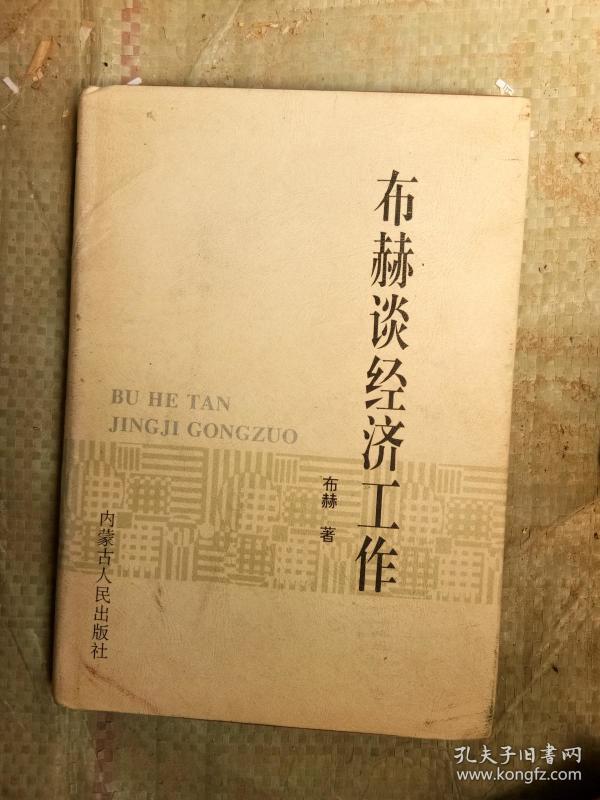 布赫谈经济工作
BU HE TAN
JINGJI GONGZUO
布赫 著
内蒙古人民出版社
孔夫子旧书网
www.kongfz.com